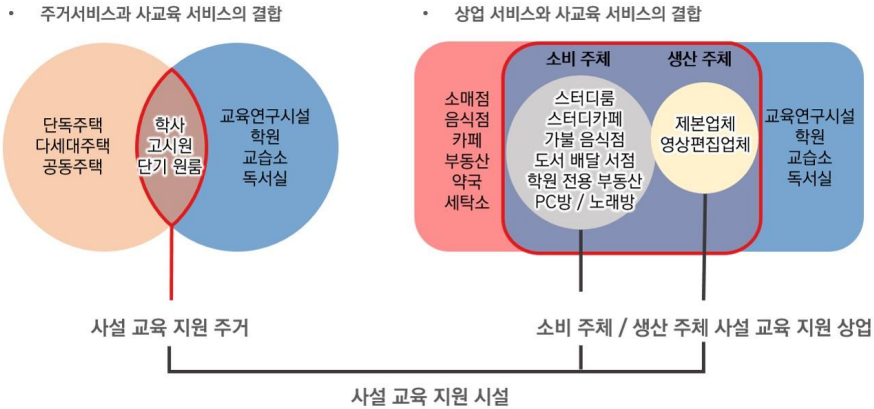 • 주거서비스과 사교육 서비스의 결합
단독주택
다세대주택
공동주택
학사
고시원
단기 원룸
교육연구시설
학원
교습소
독서실
사설 교육 지원 주거
• 상업 서비스와 사교육 서비스의 결합
소비 주체
생산 주체
소매점
음식점
카페
부동산
약국
세탁소
스터디룸
스터디카페
가불 음식점
도서 배달 서점
학원 전용 부동산
PC방 / 노래방
제본업체
영상편집업체
교육연구시설
학원
교습소
독서실
소비 주체 / 생산 주체 사설 교육 지원 상업
사설 교육 지원 시설